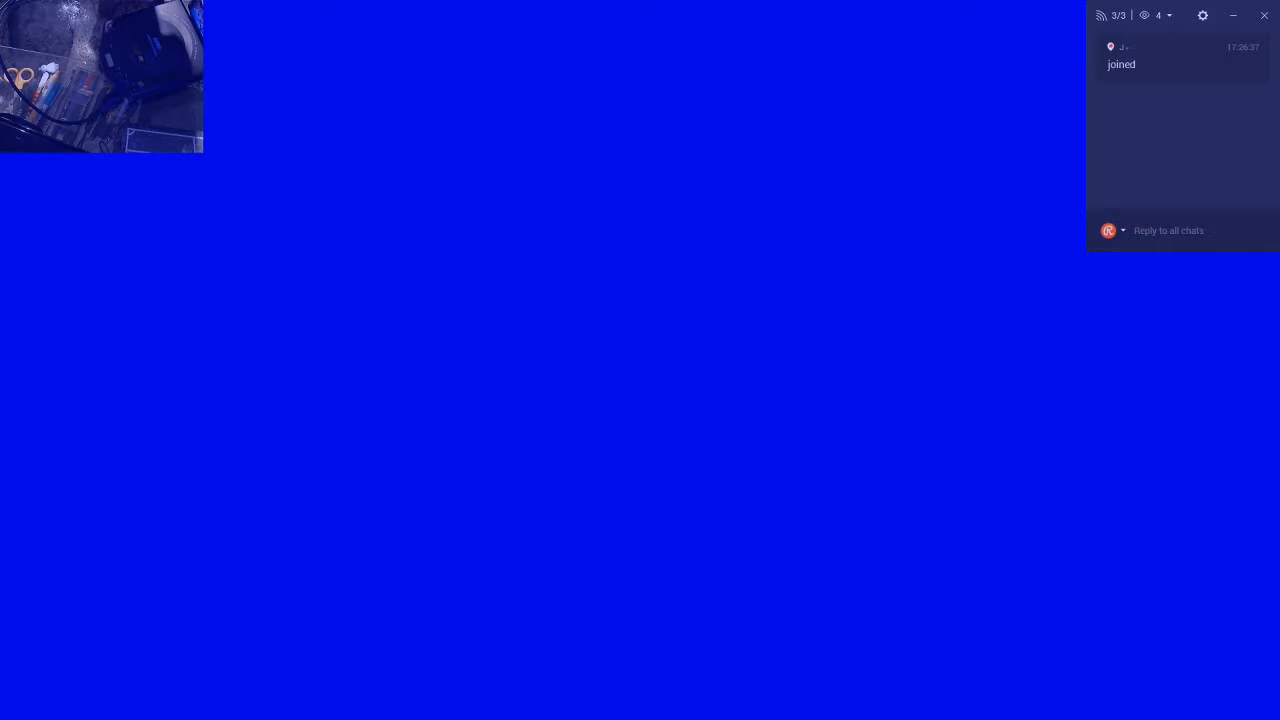 3/3 | 4
J-
17:26:37
joined
Reply to all chats